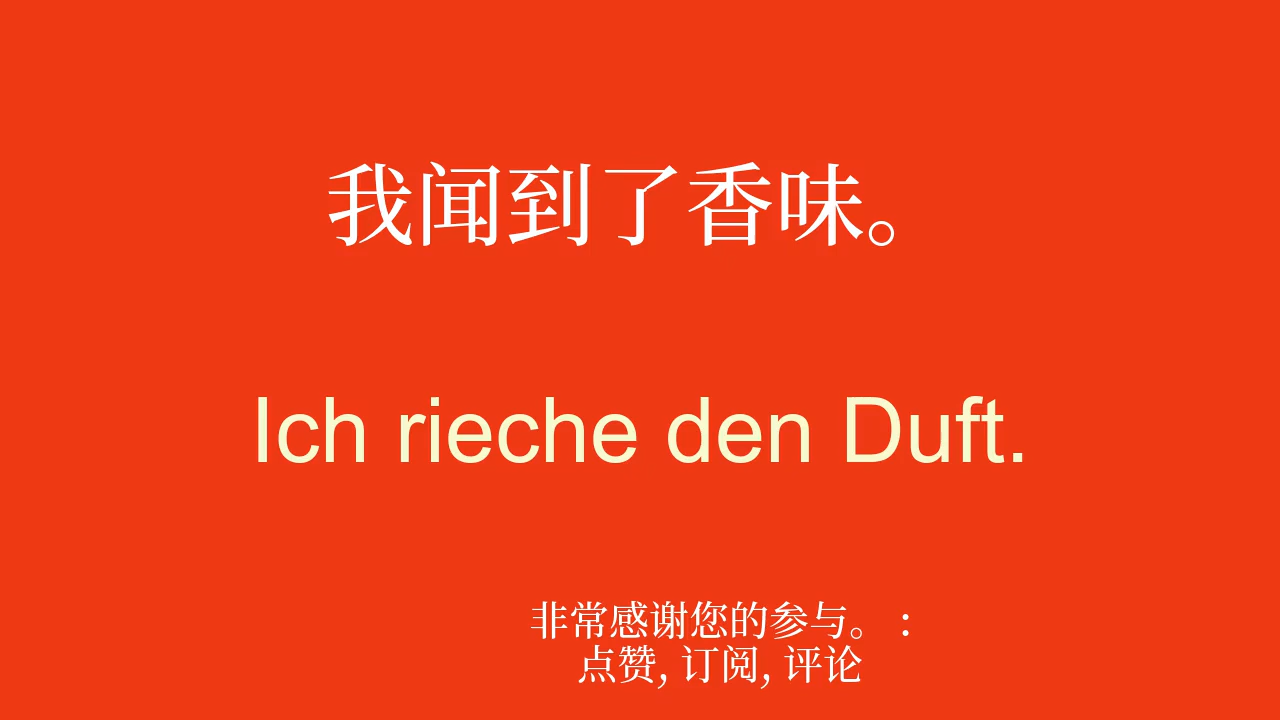 我闻到了香味。
Ich rieche den Duft.
非常感谢您的参与。 :
点赞, 订阅, 评论